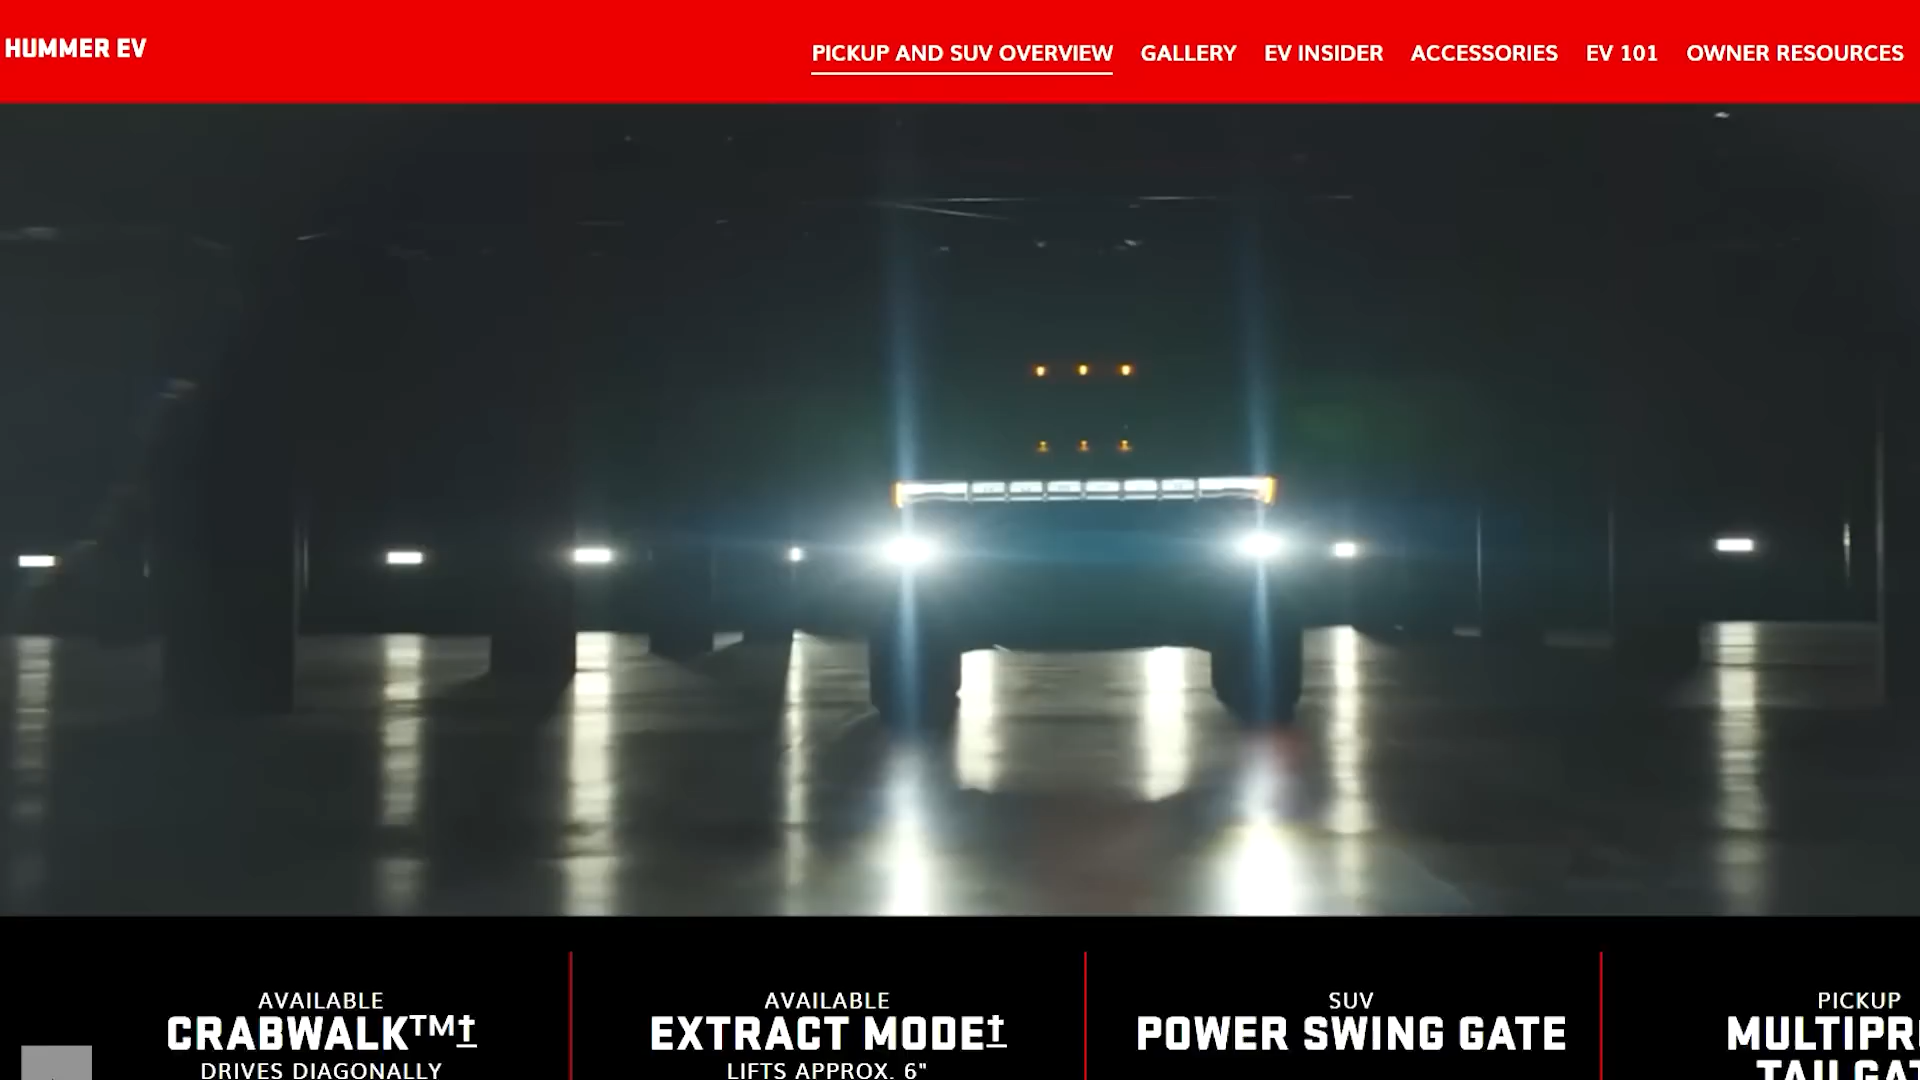 HUMMER EV
PICKUP AND SUV OVERVIEW GALLERY EV INSIDER ACCESSORIES EV 101 OWNER RESOURCES
AVAILABLE
CRABWALK™†
DRIVES DIAGONALLY
AVAILABLE
EXTRACT MODE†
LIFTS APPROX. 6"
SUV
POWER SWING GATE
PICKUP